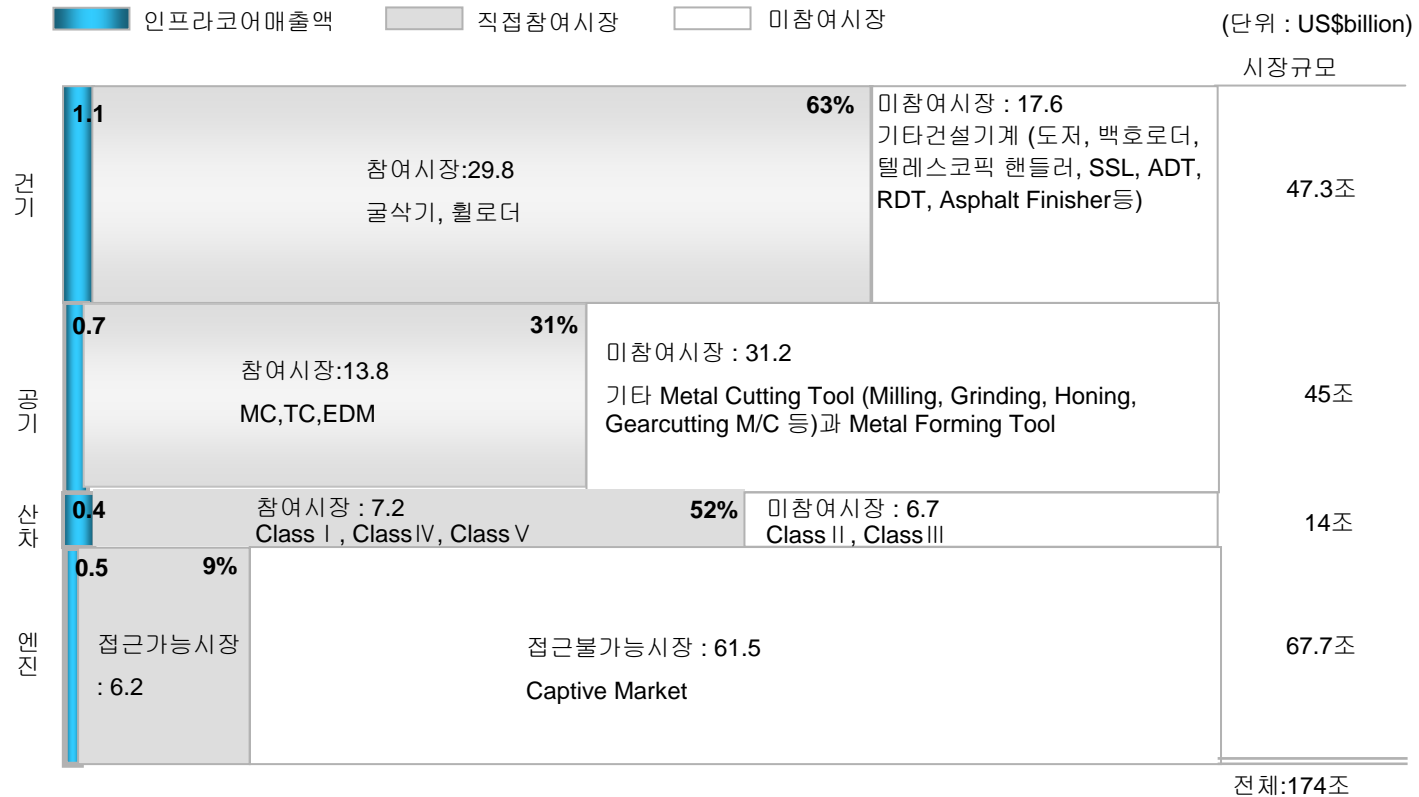 인프라코어매출액 직접참여시장 미참여시장 (단위 : US$billion)
시장규모
건기
1.1
63%
참여시장:29.8
굴삭기, 휠로더
미참여시장 : 17.6
기타건설기계 (도저, 백호로더,
텔레스코픽 핸들러, SSL, ADT,
RDT, Asphalt Finisher등)
47.3조
공기
0.7
31%
참여시장:13.8
MC,TC,EDM
미참여시장 : 31.2
기타 Metal Cutting Tool (Milling, Grinding, Honing,
Gearcutting M/C 등)과 Metal Forming Tool
45조
산차
0.4
참여시장 : 7.2
52%
ClassⅠ, ClassⅣ, ClassⅤ
미참여시장 : 6.7
ClassⅡ, ClassⅢ
14조
엔진
0.5
9%
접근가능시장
: 6.2
접근불가능시장 : 61.5
Captive Market
67.7조
전체:174조